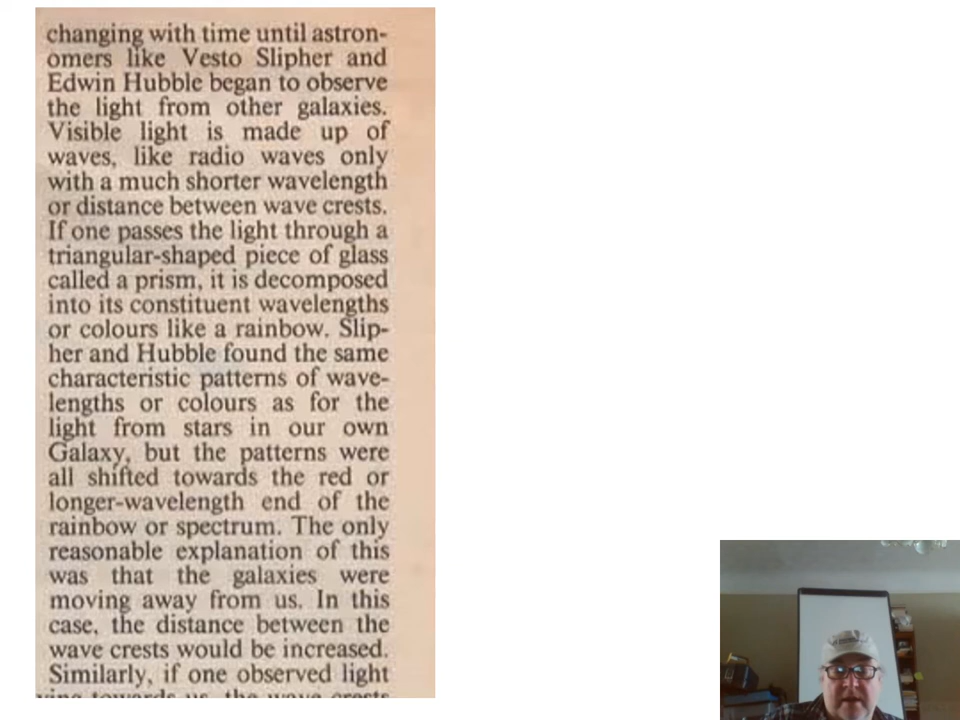 changing with time until astron-
omers like Vesto Slipher and
Edwin Hubble began to observe
the light from other galaxies.
Visible light is made up of
waves, like radio waves only
with a much shorter wavelength
or distance between wave crests.
If one passes the light through a
triangular-shaped piece of glass
called a prism, it is decomposed
into its constituent wavelengths
or colours like a rainbow. Slip-
her and Hubble found the same
characteristic patterns of wave-
lengths or colours as for the
light from stars in our own
Galaxy, but the patterns were
all shifted towards the red or
longer-wavelength end of the
rainbow or spectrum. The only
reasonable explanation of this
was that the galaxies were
moving away from us. In this
case, the distance between the
wave crests would be increased.
Similarly, if one observed light
towards us, the wave crests